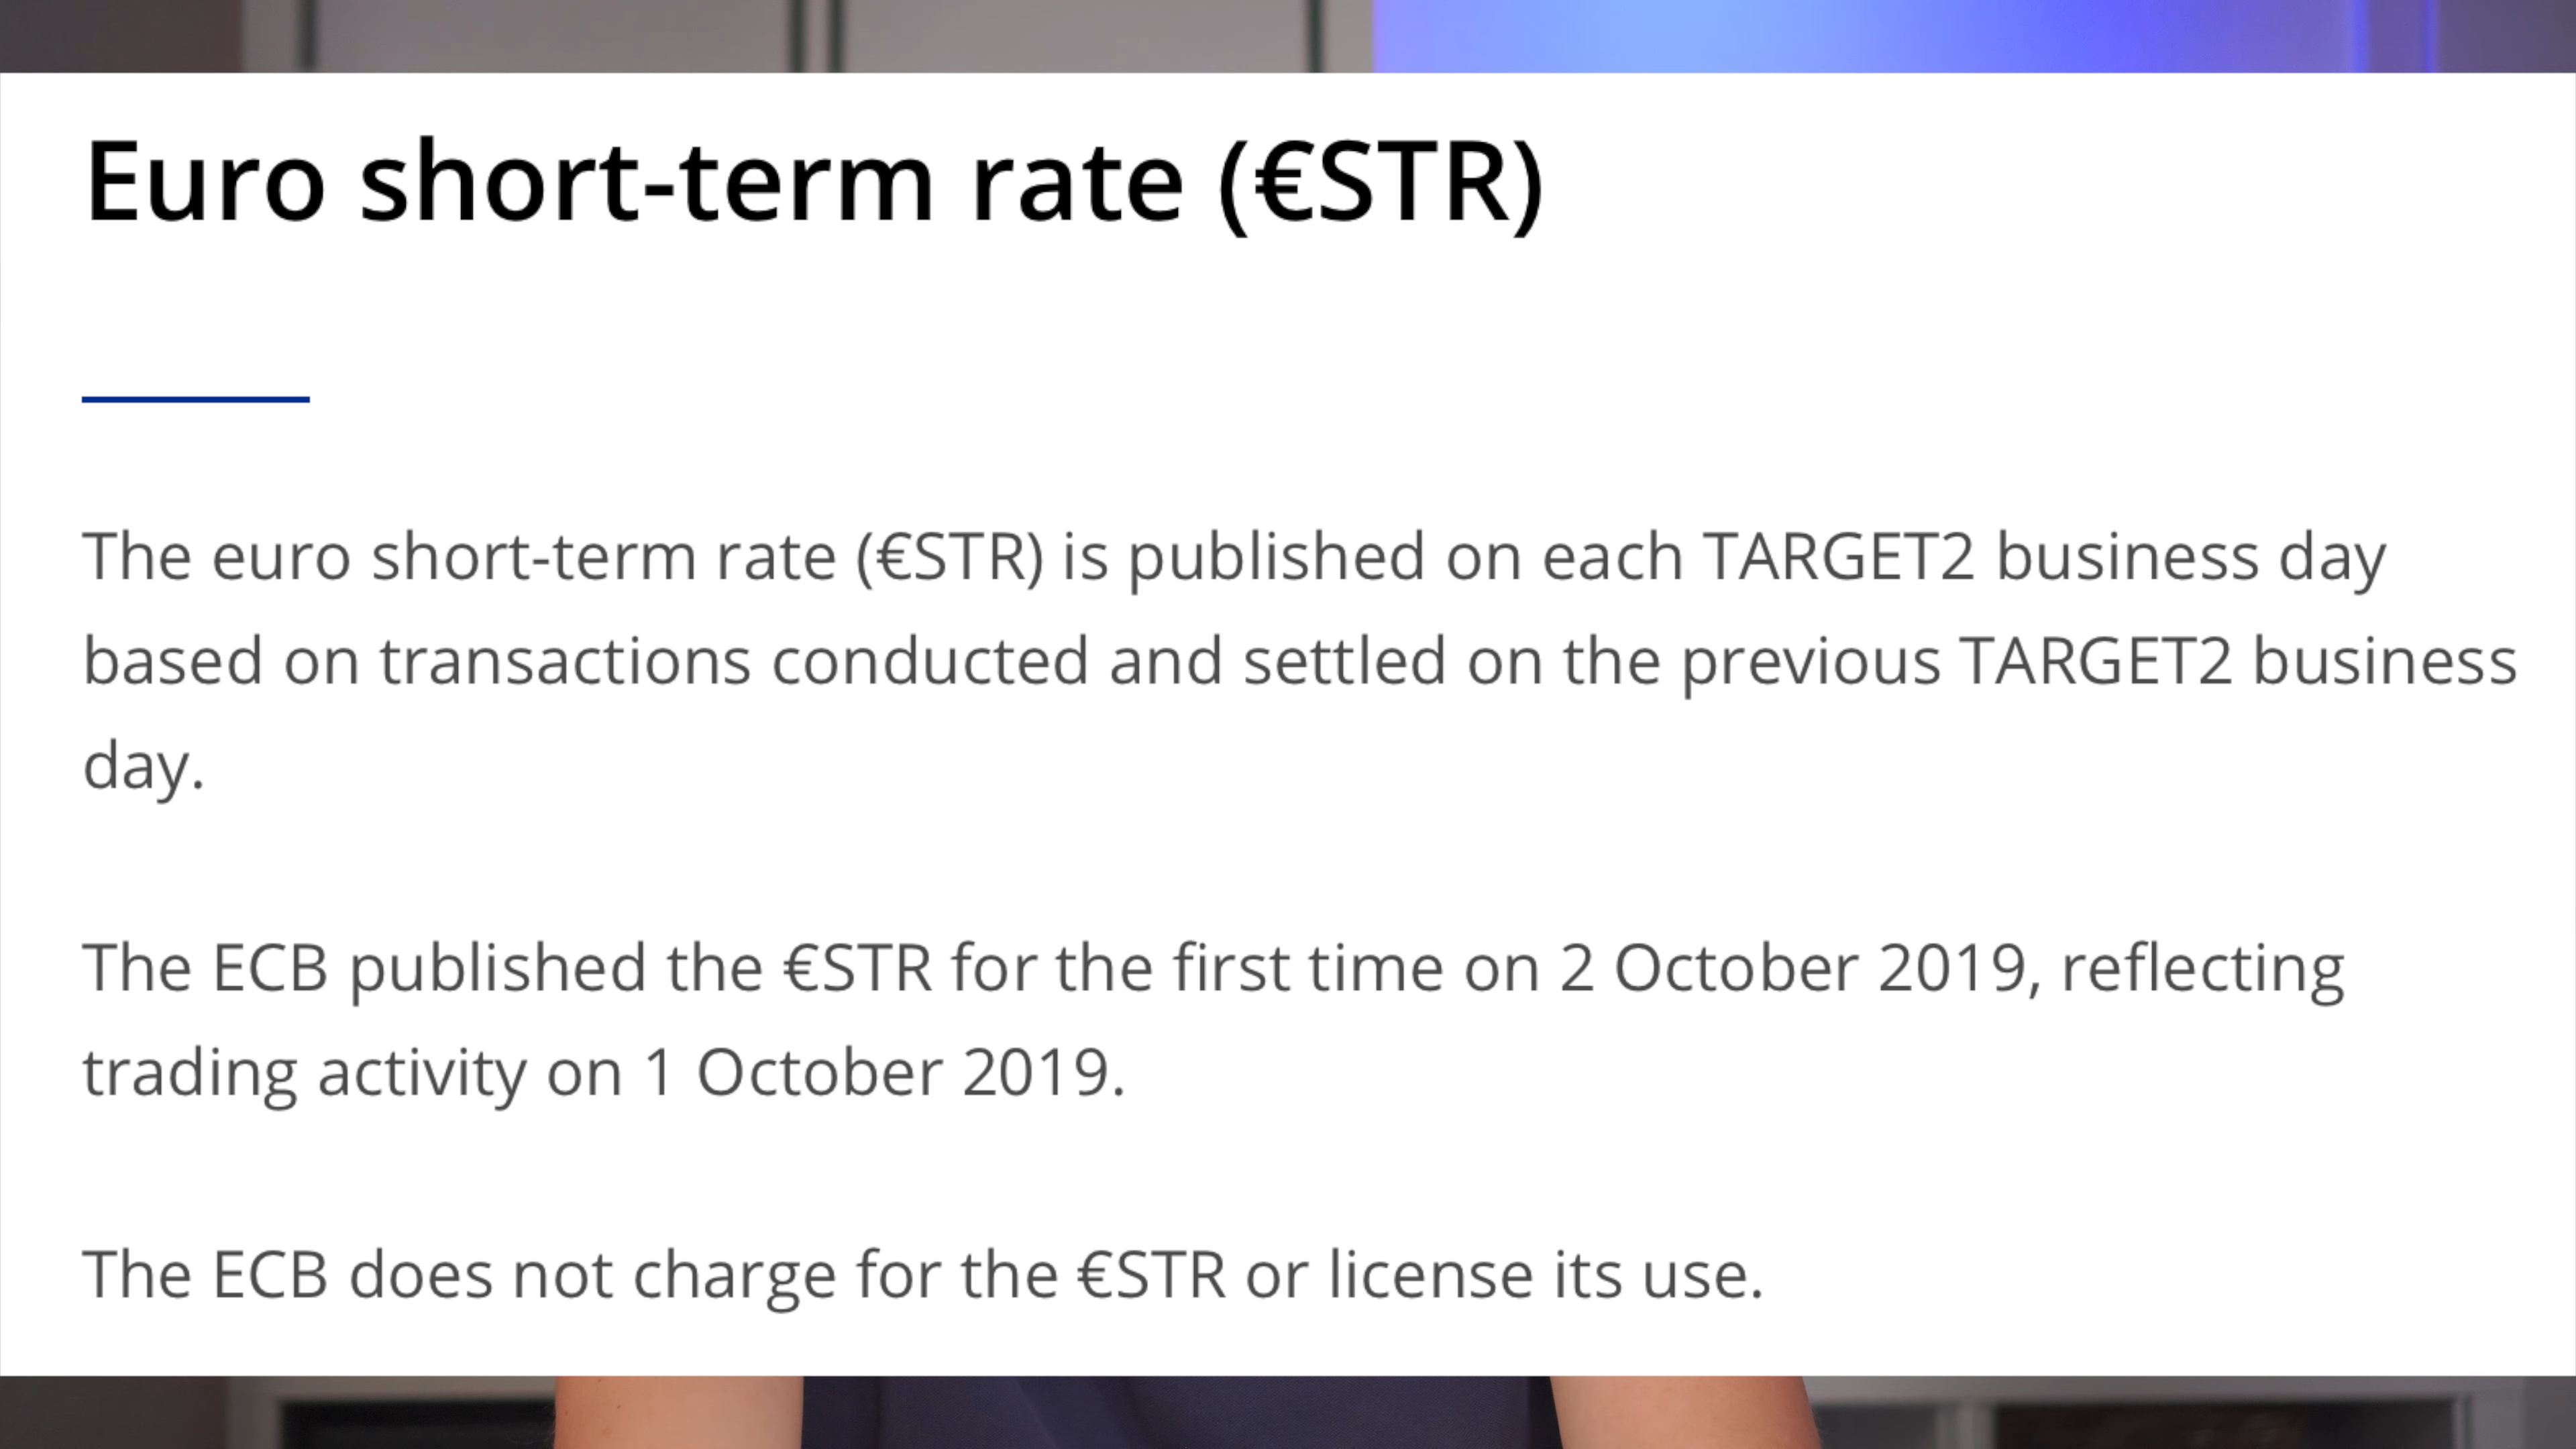 Euro short-term rate (€STR)
The euro short-term rate (€STR) is published on each TARGET2 business day
based on transactions conducted and settled on the previous TARGET2 business
day.
The ECB published the €STR for the first time on 2 October 2019, reflecting
trading activity on 1 October 2019.
The ECB does not charge for the €STR or license its use.